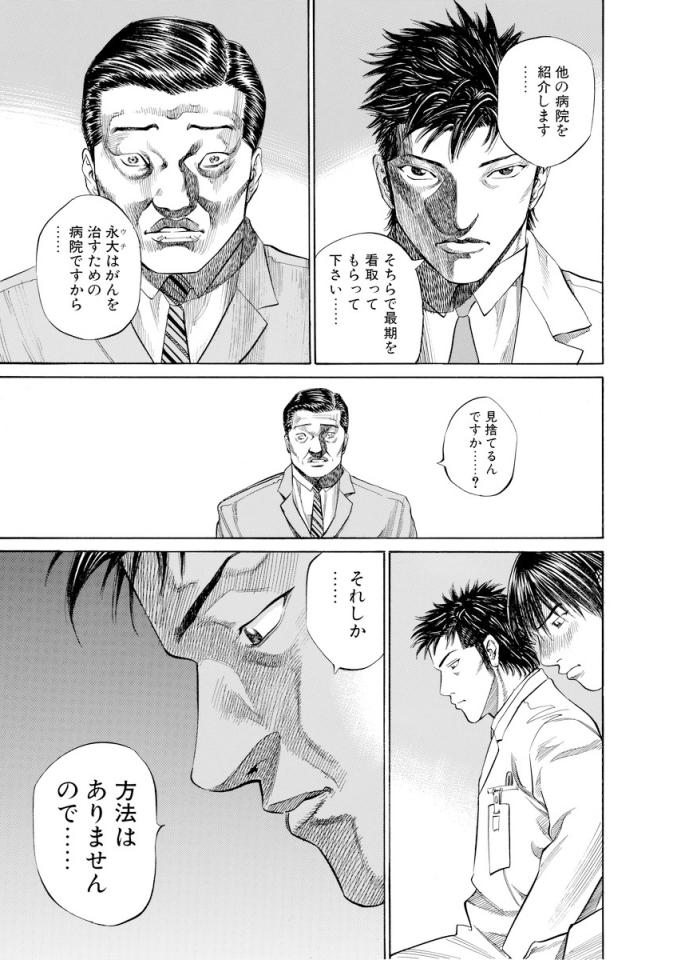 他の病院を
紹介します
……
そちらで最期を
看取って
もらって
下さい……
永大はがんを
ウチ
治すための
病院ですから
……
見捨てるん
ですか……？
それしか
……
方法は
ありません
ので……